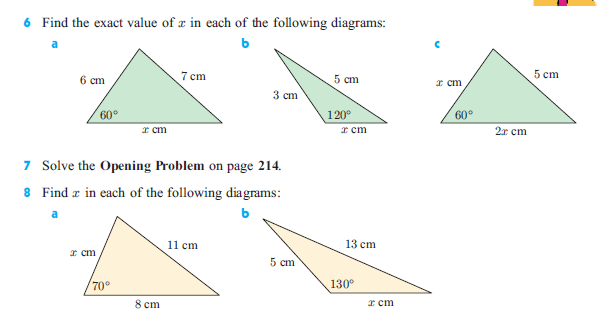 6 Find the exact value of x in each of the following diagrams:
a b c
6 cm 7 cm 60° x cm
5 cm 3 cm 120° x cm
x cm 5 cm 60° 2x cm
7 Solve the Opening Problem on page 214.
8 Find x in each of the following diagrams:
a b
x cm 11 cm 70° 8 cm
13 cm 5 cm 130° x cm